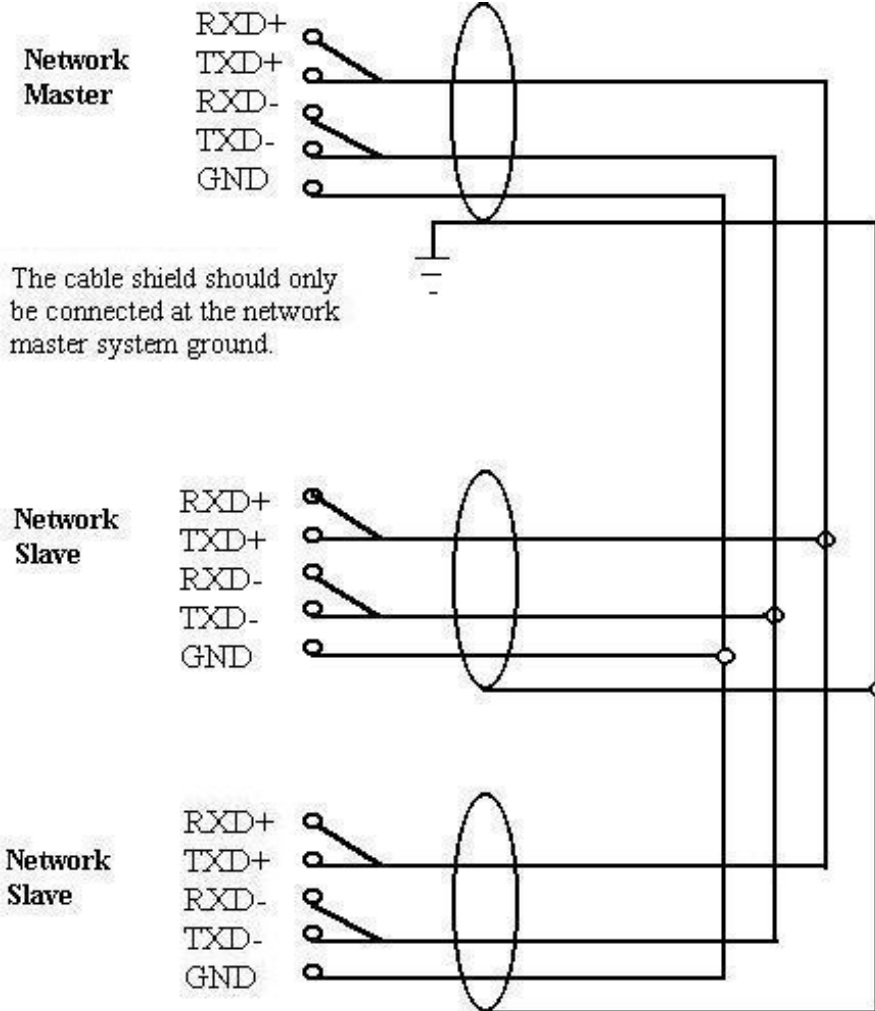 Network
Master
RXD+
TXD+
RXD-
TXD-
GND
The cable shield should only
be connected at the network
master system ground.
Network
Slave
RXD+
TXD+
RXD-
TXD-
GND
Network
Slave
RXD+
TXD+
RXD-
TXD-
GND